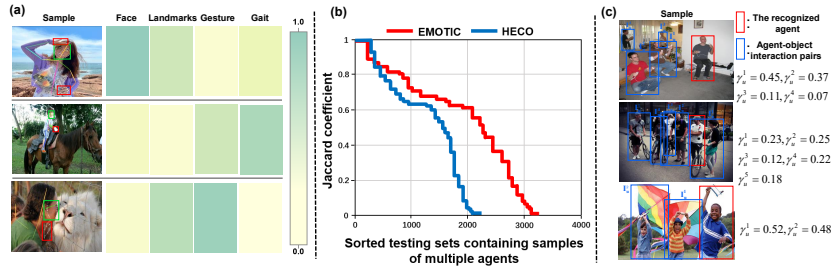 (a)
Sample Face Landmarks Gesture Gait
1.0
0.0
(b)
EMOTIC HECO
Jaccard coefficient
1
0.8
0.6
0.4
0.2
0
0 1000 2000 3000 4000
Sorted testing sets containing samples
of multiple agents
(c)
Sample
: The recognized
agent
: Agent-object
interaction pairs
γ_u^1 = 0.45, γ_u^2 = 0.37
γ_u^3 = 0.11, γ_u^4 = 0.07
γ_u^1 = 0.23, γ_u^2 = 0.25
γ_u^3 = 0.12, γ_u^4 = 0.22
γ_u^5 = 0.18
γ_u^1 = 0.52, γ_u^2 = 0.48